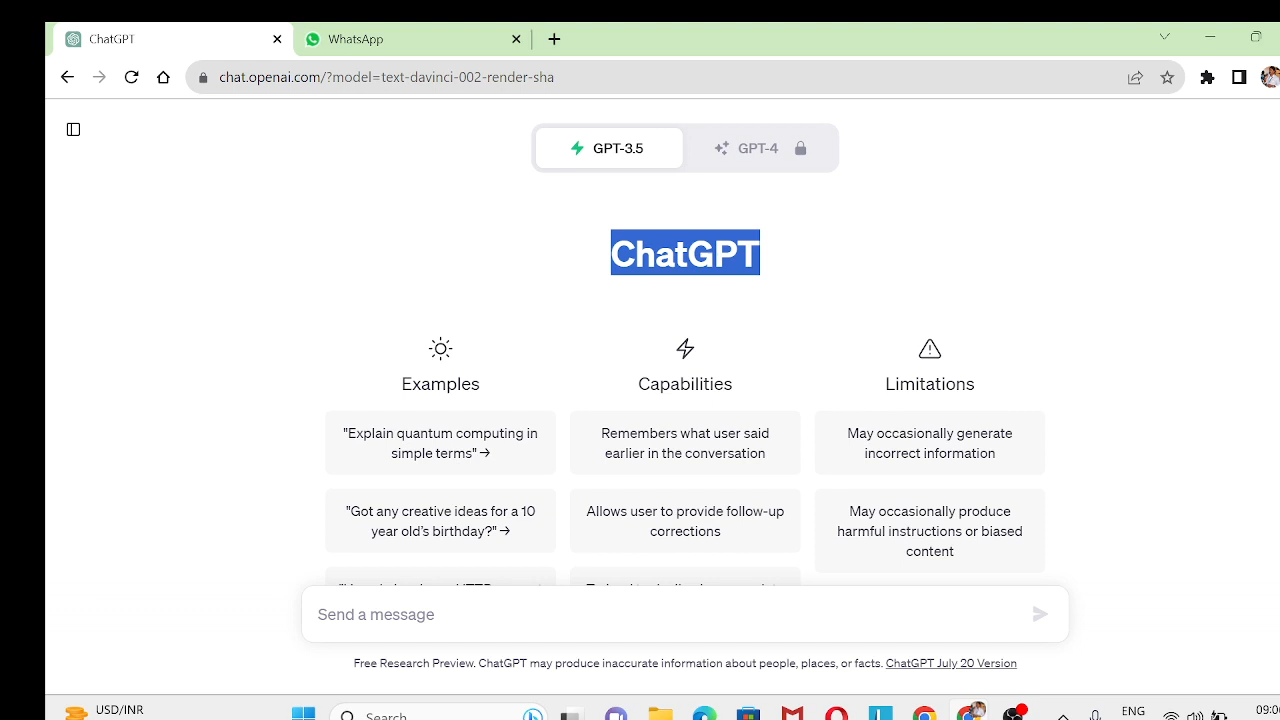 ChatGPT
WhatsApp
chat.openai.com/?model=text-davinci-002-render-sha
GPT-3.5
GPT-4
ChatGPT
Examples
Capabilities
Limitations
"Explain quantum computing in
simple terms" →
Remembers what user said
earlier in the conversation
May occasionally generate
incorrect information
"Got any creative ideas for a 10
year old's birthday?" →
Allows user to provide follow-up
corrections
May occasionally produce
harmful instructions or biased
content
Send a message
Free Research Preview. ChatGPT may produce inaccurate information about people, places, or facts. ChatGPT July 20 Version
USD/INR
Search
ENG